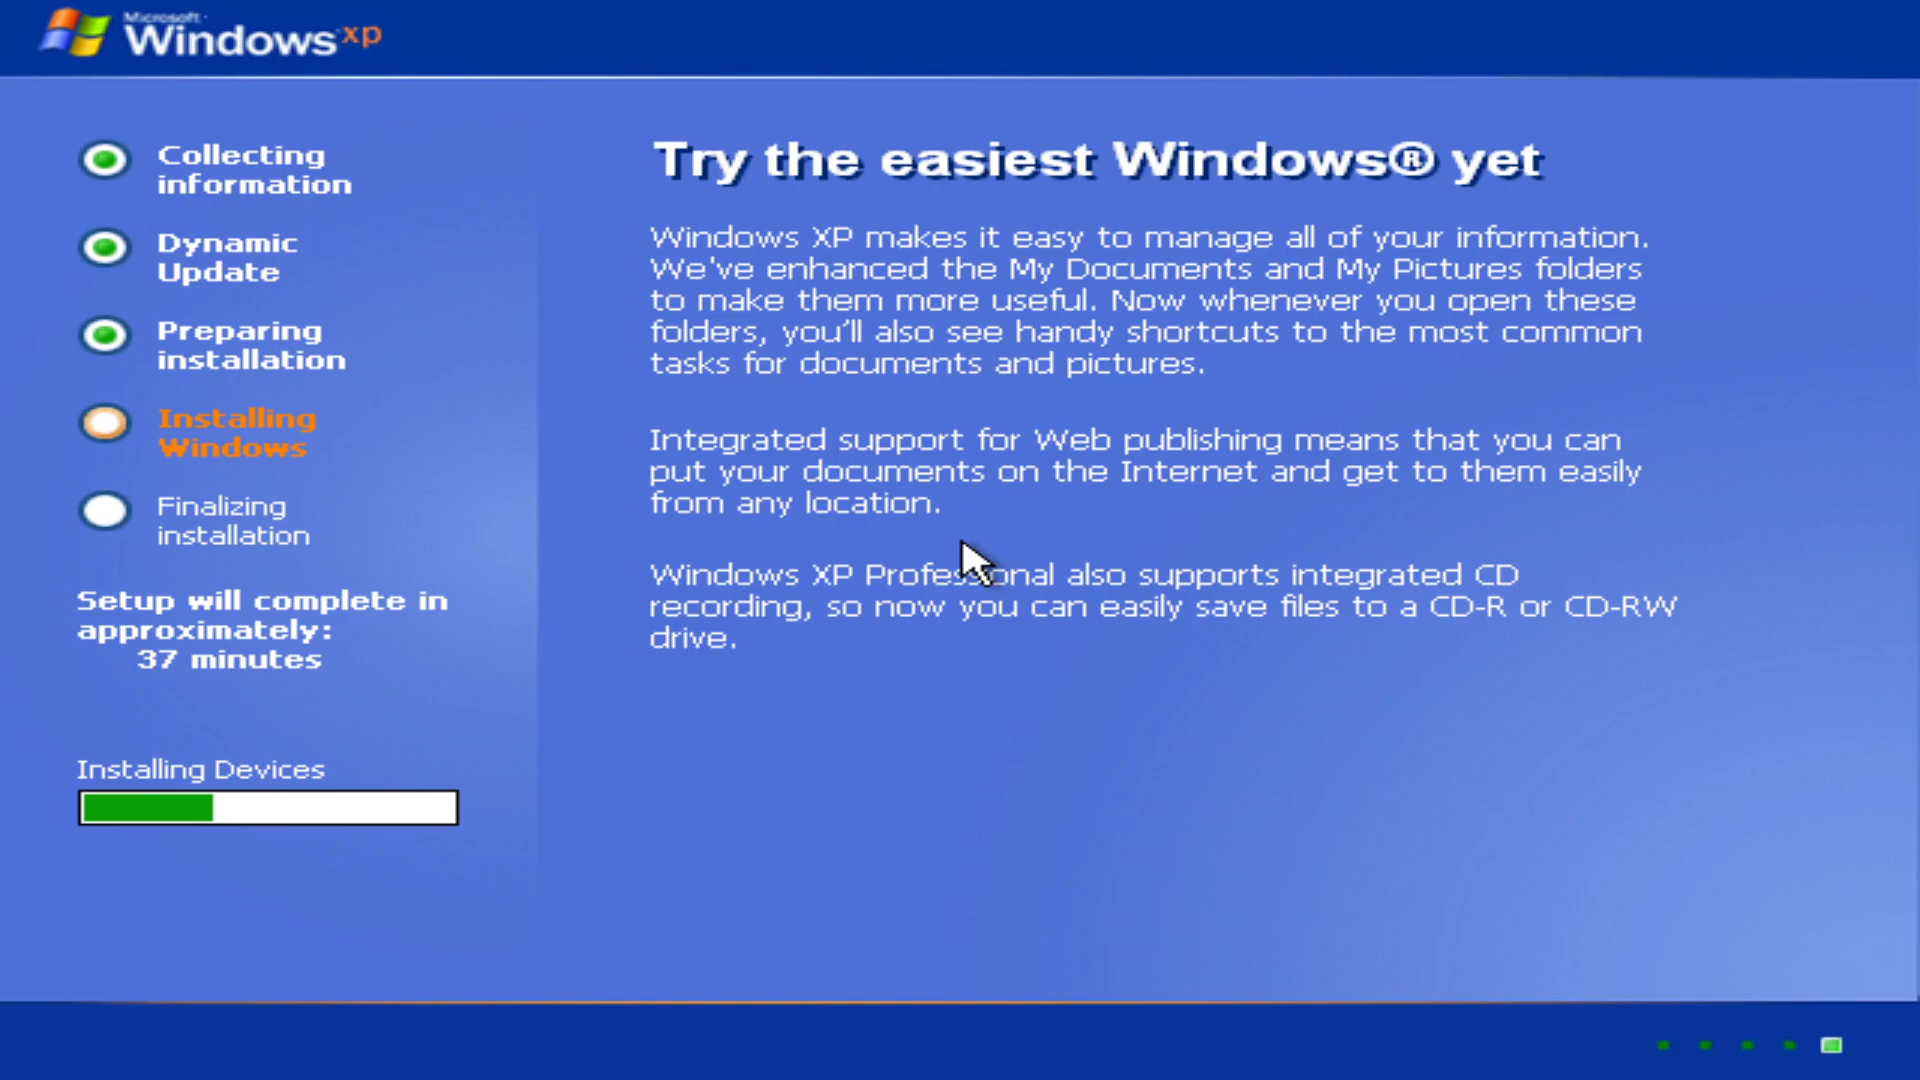 Microsoft
Windows xp
Collecting
information
Dynamic
Update
Preparing
installation
Installing
Windows
Finalizing
installation
Setup will complete in
approximately:
37 minutes
Installing Devices
Try the easiest Windows® yet
Windows XP makes it easy to manage all of your information.
We've enhanced the My Documents and My Pictures folders
to make them more useful. Now whenever you open these
folders, you'll also see handy shortcuts to the most common
tasks for documents and pictures.
Integrated support for Web publishing means that you can
put your documents on the Internet and get to them easily
from any location.
Windows XP Professional also supports integrated CD
recording, so now you can easily save files to a CD-R or CD-RW
drive.